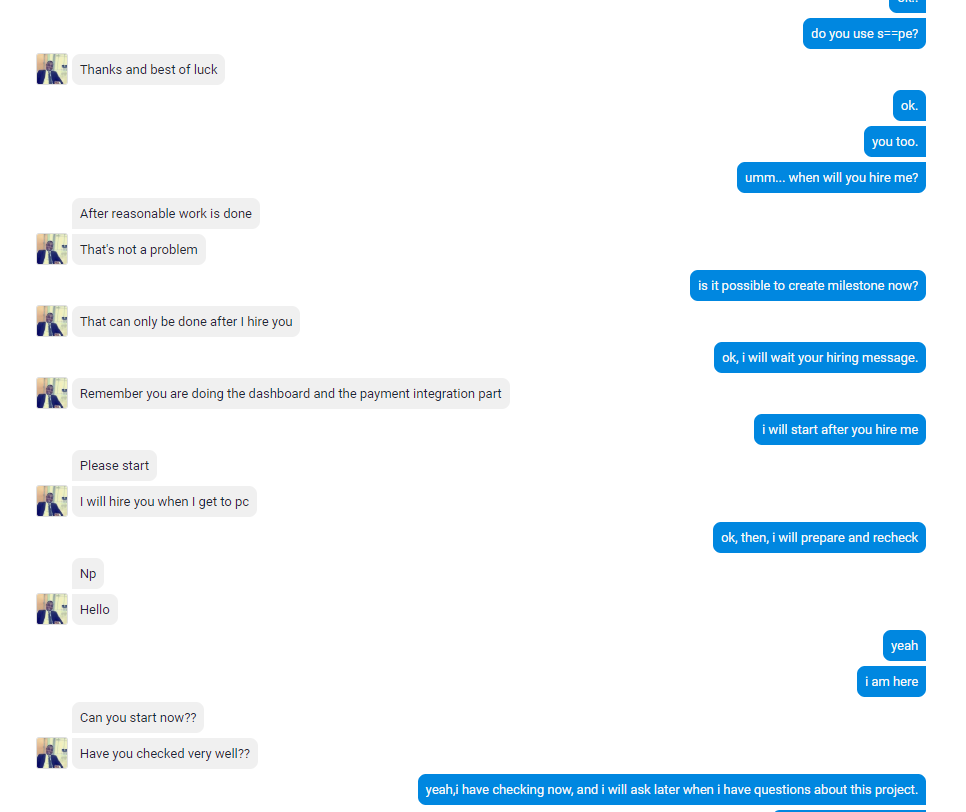 do you use s==pe?
Thanks and best of luck
ok.
you too.
umm... when will you hire me?
After reasonable work is done
That's not a problem
is it possible to create milestone now?
That can only be done after I hire you
ok, i will wait your hiring message.
Remember you are doing the dashboard and the payment integration part
i will start after you hire me
Please start
I will hire you when I get to pc
ok, then, i will prepare and recheck
Np
Hello
yeah
i am here
Can you start now??
Have you checked very well??
yeah,i have checking now, and i will ask later when i have questions about this project.